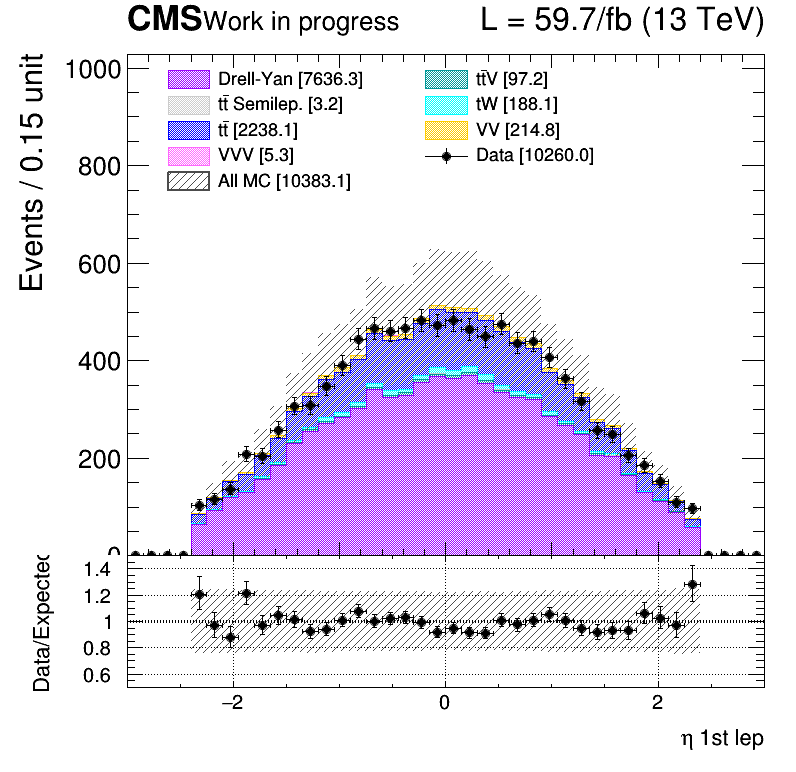 CMS Work in progress L = 59.7/fb (13 TeV)
Events / 0.15 unit
1000
800
600
400
200
0
Drell-Yan [7636.3]
tt̄ Semilep. [3.2]
tt̄ [2238.1]
VVV [5.3]
All MC [10383.1]
tt̄V [97.2]
tW [188.1]
VV [214.8]
Data [10260.0]
Data/Expected
1.4
1.2
1
0.8
0.6
−2 0 2
η 1st lep